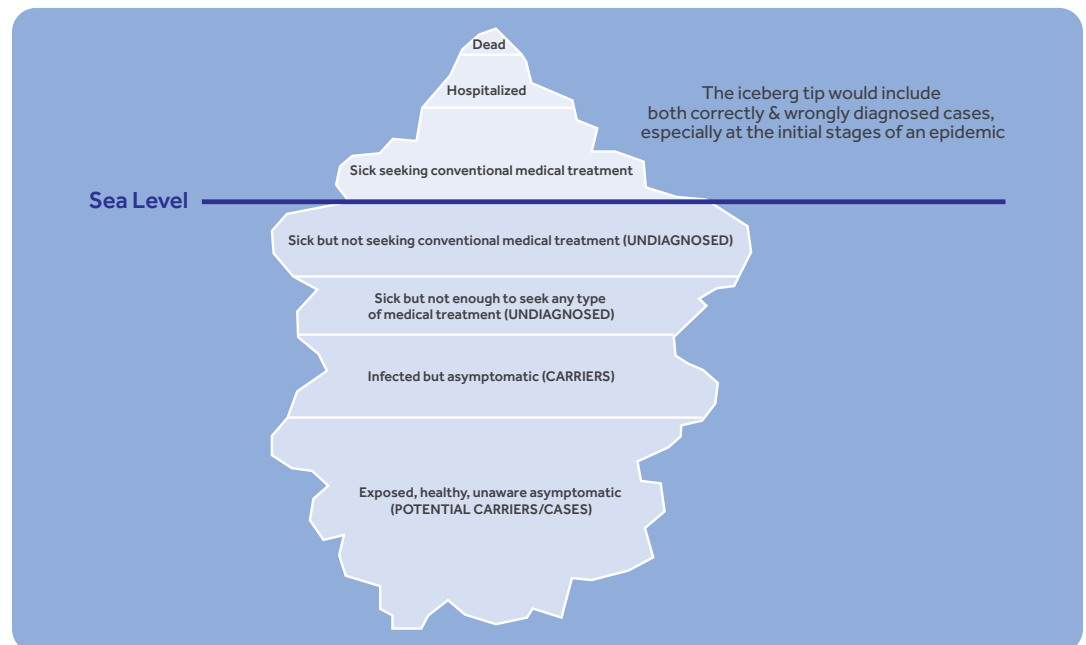 Dead
Hospitalized
The iceberg tip would include
both correctly & wrongly diagnosed cases,
especially at the initial stages of an epidemic
Sick seeking conventional medical treatment
Sea Level
Sick but not seeking conventional medical treatment (UNDIAGNOSED)
Sick but not enough to seek any type
of medical treatment (UNDIAGNOSED)
Infected but asymptomatic (CARRIERS)
Exposed, healthy, unaware asymptomatic
(POTENTIAL CARRIERS/CASES)